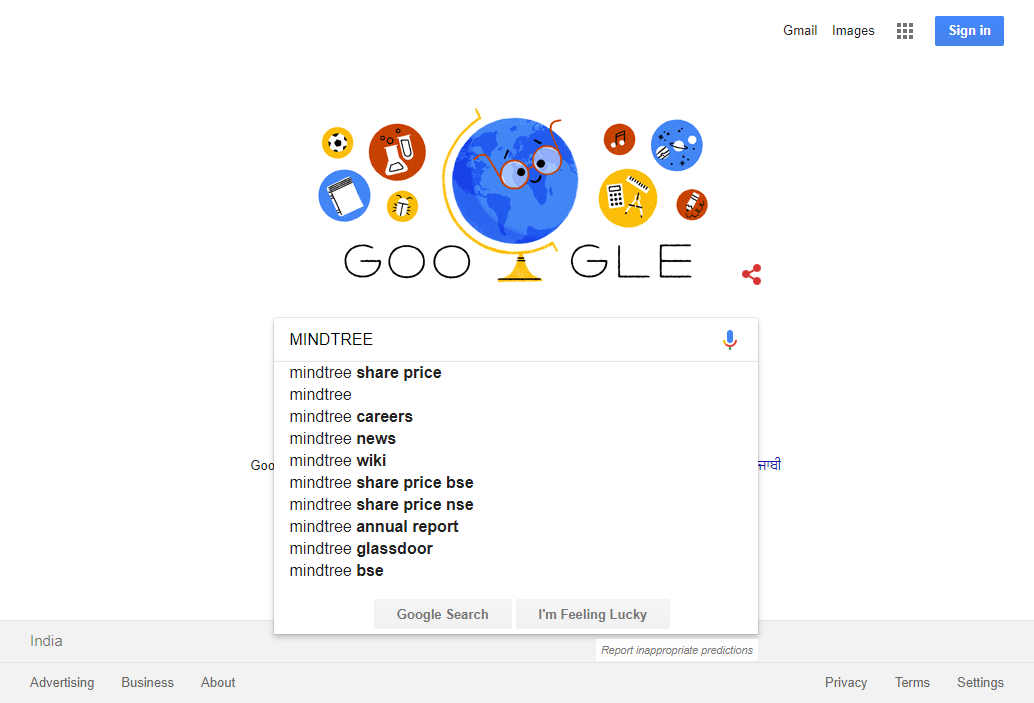 Gmail Images Sign in
GOO GLE
MINDTREE
mindtree share price
mindtree
mindtree careers
mindtree news
mindtree wiki
mindtree share price bse
mindtree share price nse
mindtree annual report
mindtree glassdoor
mindtree bse
Google Search I'm Feeling Lucky
India
Report inappropriate predictions
Advertising Business About Privacy Terms Settings